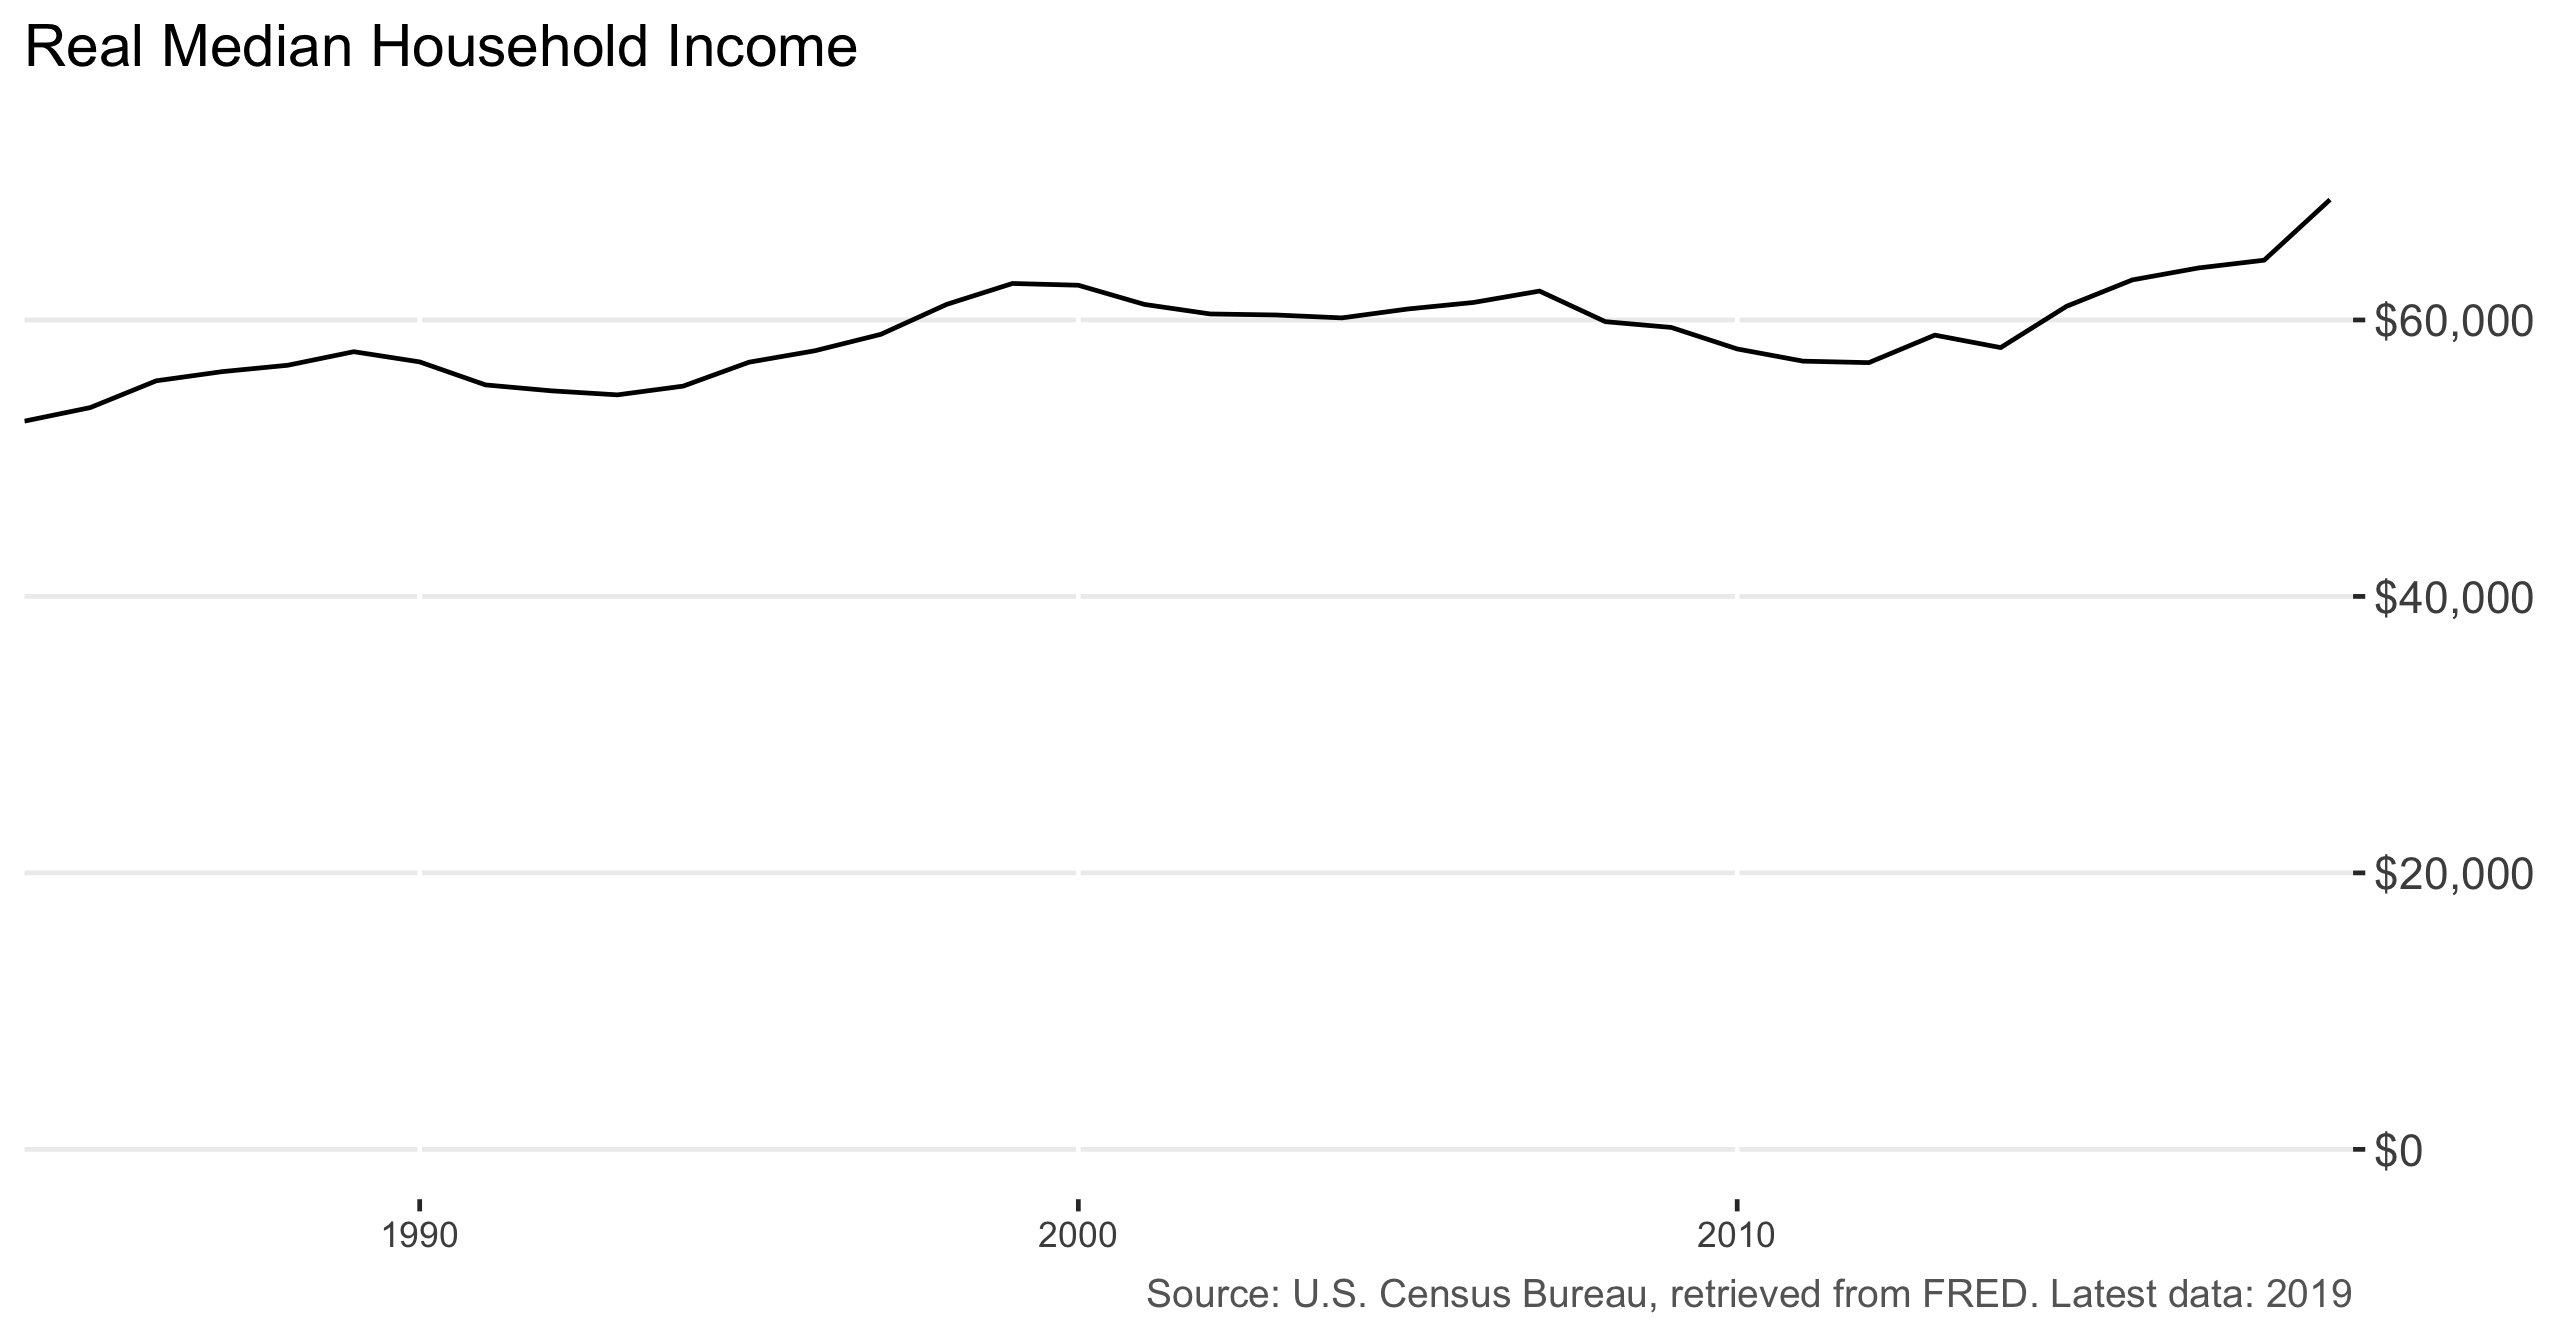 Real Median Household Income
$60,000
$40,000
$20,000
$0
1990 2000 2010
Source: U.S. Census Bureau, retrieved from FRED. Latest data: 2019